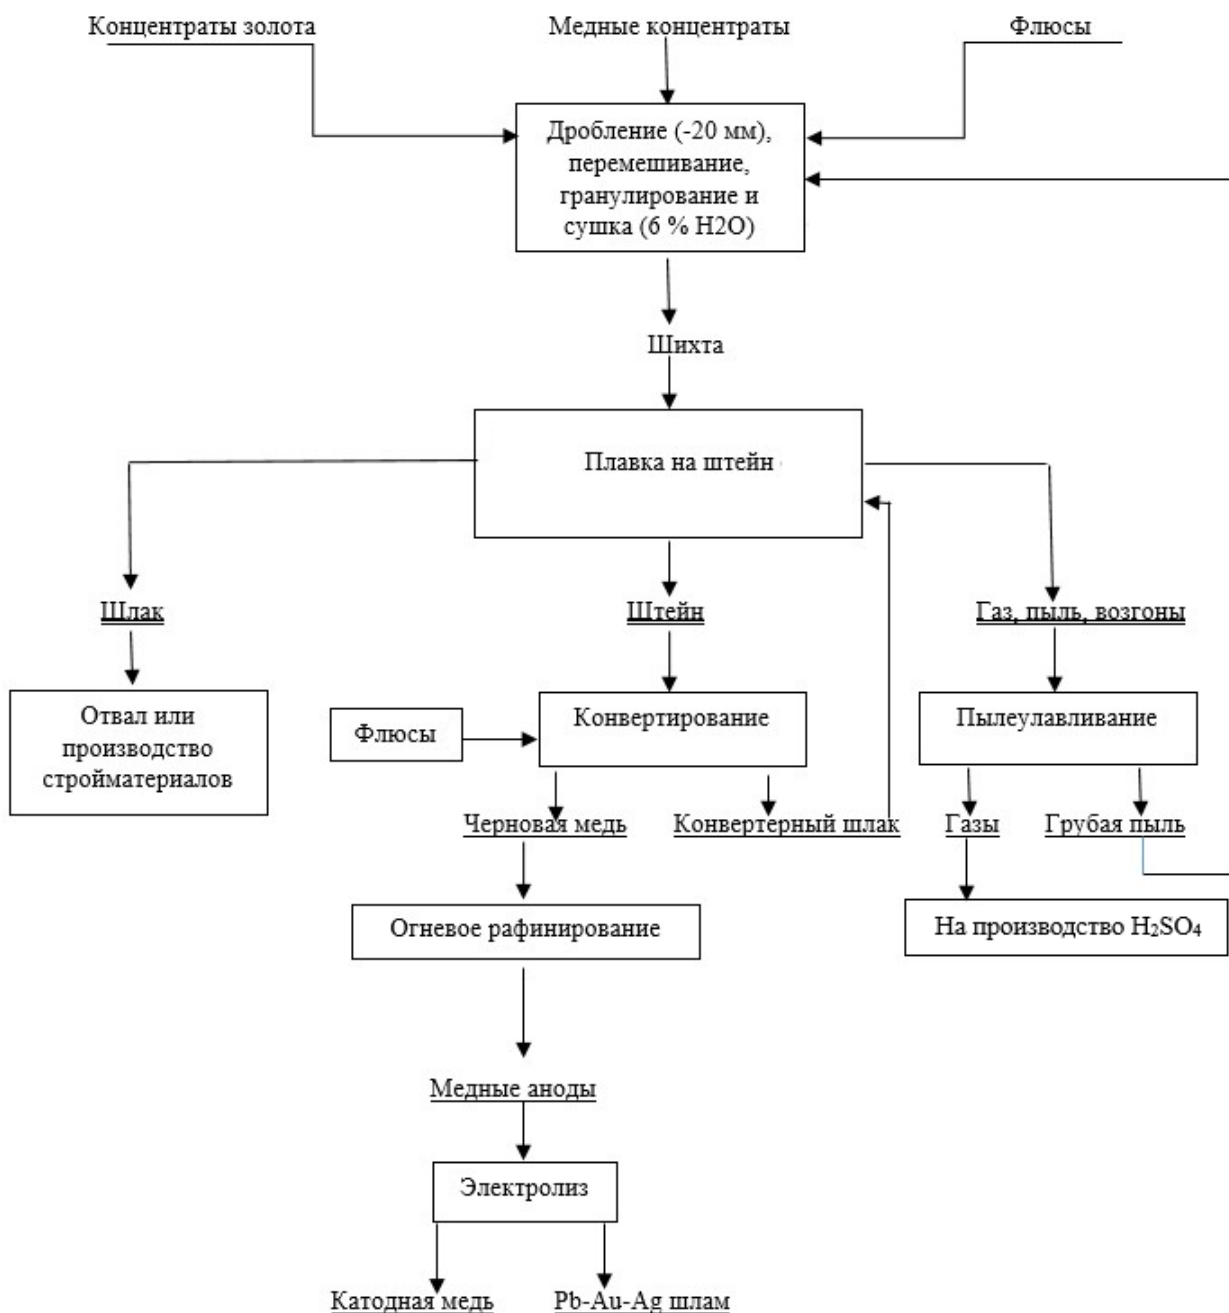 Концентраты золота
Медные концентраты
Флюсы
Дробление (-20 мм),
перемешивание,
гранулирование и
сушка (6 % H2O)
Шихта
Плавка на штейн
Шлак
Штейн
Газ, пыль, возгоны
Отвал или
производство
стройматериалов
Флюсы
Конвертирование
Пылеулавливание
Черновая медь
Конвертерный шлак
Газы
Грубая пыль
Огневое рафинирование
На производство H₂SO₄
Медные аноды
Электролиз
Катодная медь
Pb-Au-Ag шлам